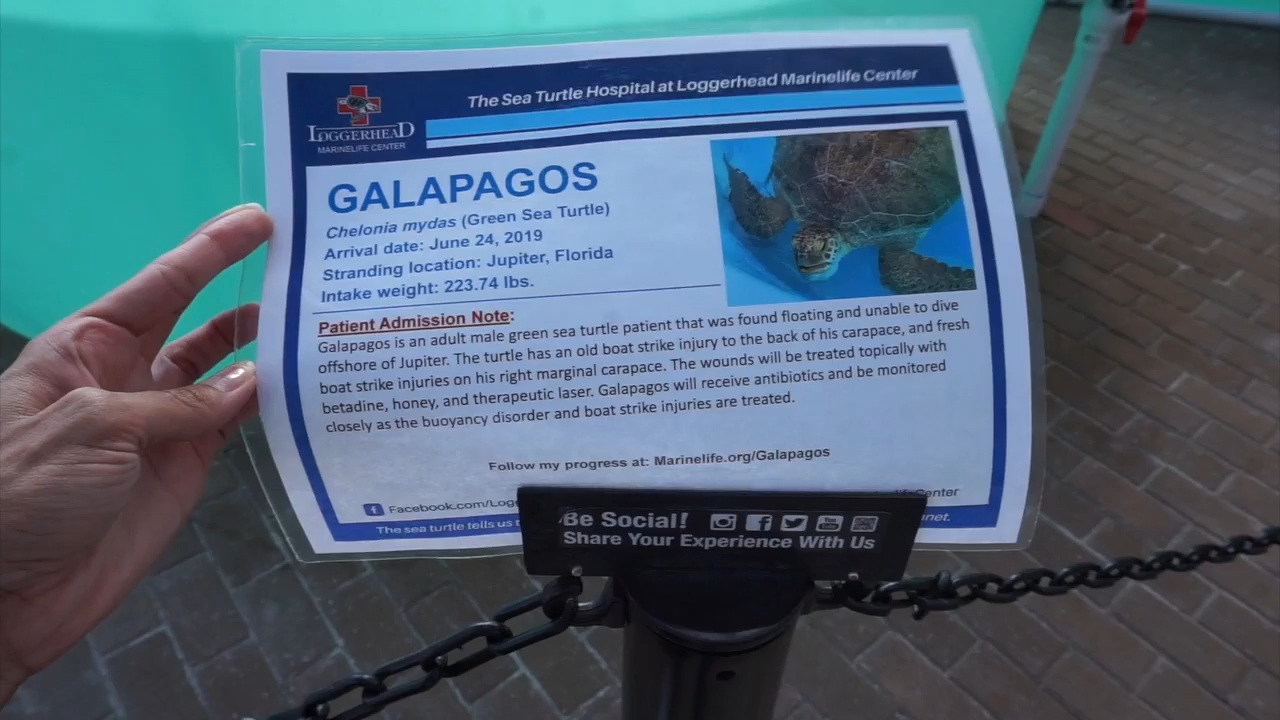 The Sea Turtle Hospital at Loggerhead Marinelife Center
LOGGERHEAD
MARINELIFE CENTER
GALAPAGOS
Chelonia mydas (Green Sea Turtle)
Arrival date: June 24, 2019
Stranding location: Jupiter, Florida
Intake weight: 223.74 lbs.
Patient Admission Note:
Galapagos is an adult male green sea turtle patient that was found floating and unable to dive
offshore of Jupiter. The turtle has an old boat strike injury to the back of his carapace, and fresh
boat strike injuries on his right marginal carapace. The wounds will be treated topically with
betadine, honey, and therapeutic laser. Galapagos will receive antibiotics and be monitored
closely as the buoyancy disorder and boat strike injuries are treated.
Follow my progress at: Marinelife.org/Galapagos
Facebook.com/Logg
Center
The sea turtle tells us
Be Social!
Share Your Experience With Us